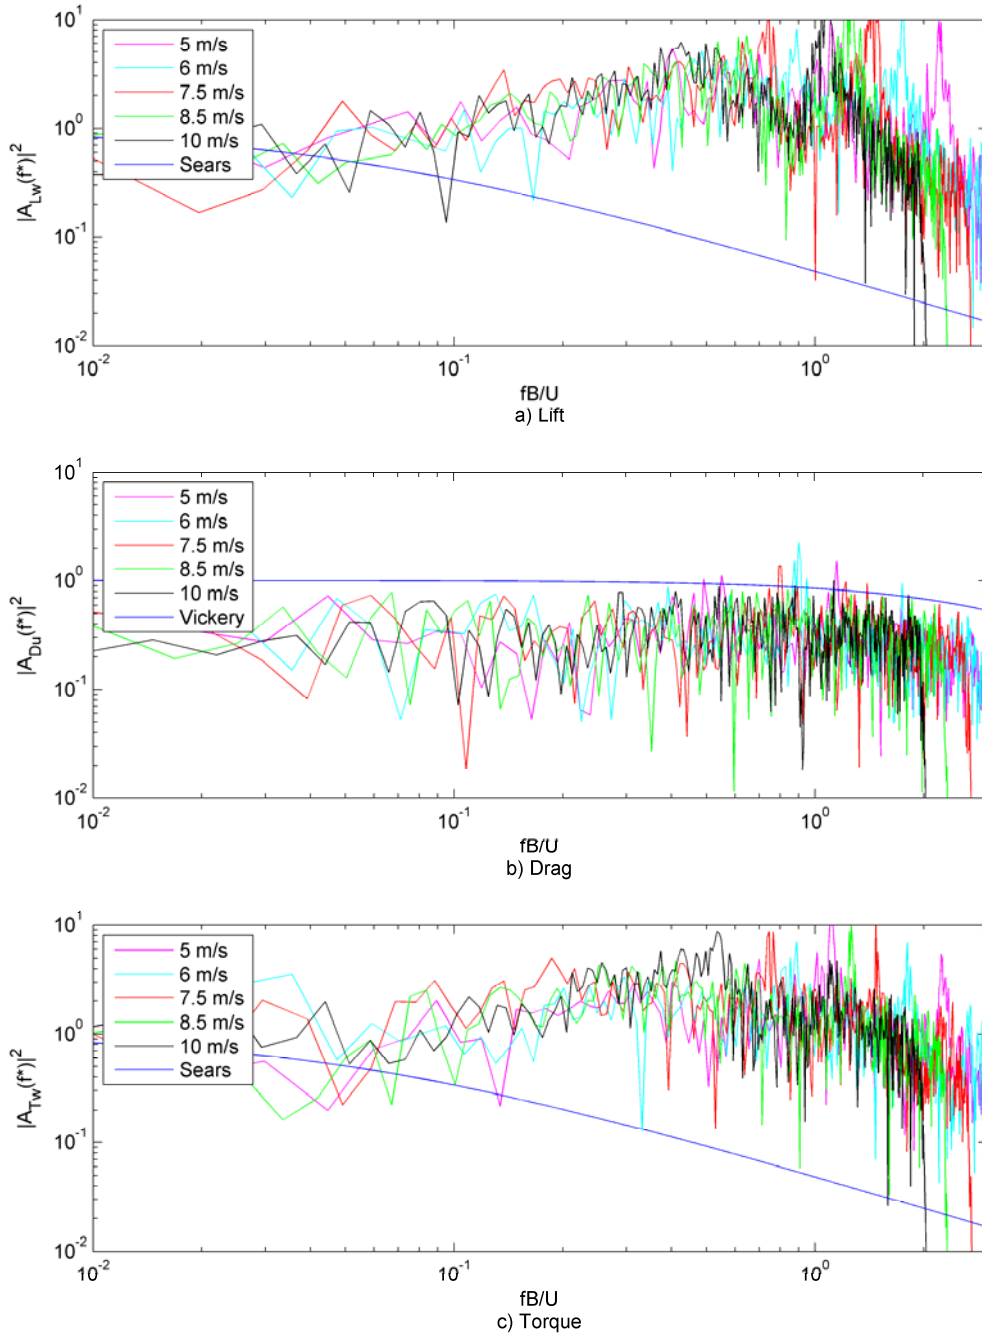 10^1
10^0
10^-1
10^-2
|A_Lw(f*)|^2
5 m/s
6 m/s
7.5 m/s
8.5 m/s
10 m/s
Sears
10^-2 10^-1 10^0
fB/U
a) Lift
10^1
10^0
10^-1
10^-2
|A_Du(f*)|^2
5 m/s
6 m/s
7.5 m/s
8.5 m/s
10 m/s
Vickery
10^-2 10^-1 10^0
fB/U
b) Drag
10^1
10^0
10^-1
10^-2
|A_Tw(f*)|^2
5 m/s
6 m/s
7.5 m/s
8.5 m/s
10 m/s
Sears
10^-2 10^-1 10^0
fB/U
c) Torque